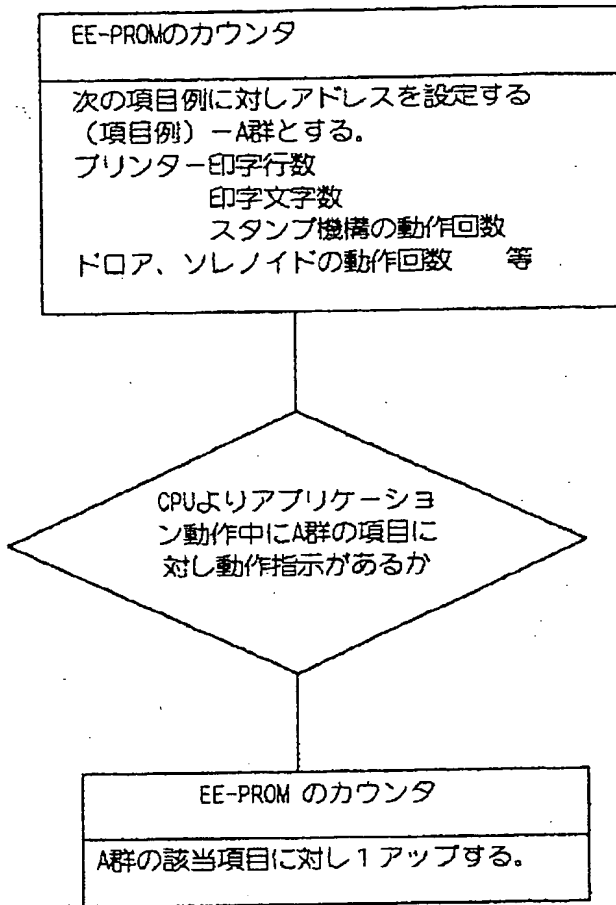 EE-PROMのカウンタ
次の項目例に対しアドレスを設定する
（項目例）－A群とする。
プリンター印字行数
印字文字数
スタンプ機構の動作回数
ドロア、ソレノイドの動作回数　等
CPUよりアプリケーショ
ン動作中にA群の項目に
対し動作指示があるか
EE-PROM のカウンタ
A群の該当項目に対し１アップする。